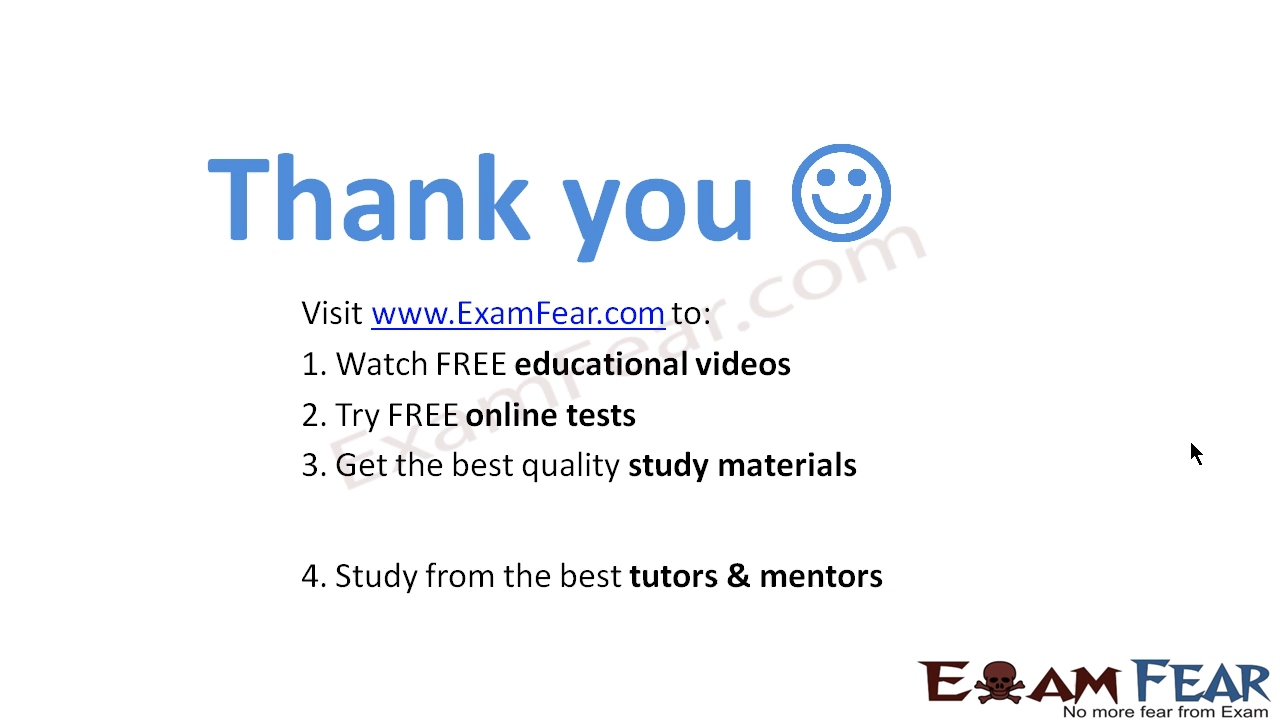 Thank you
Visit www.ExamFear.com to:
1. Watch FREE educational videos
2. Try FREE online tests
3. Get the best quality study materials
4. Study from the best tutors & mentors
ExamFear.com
EXAM FEAR
No more fear from Exam